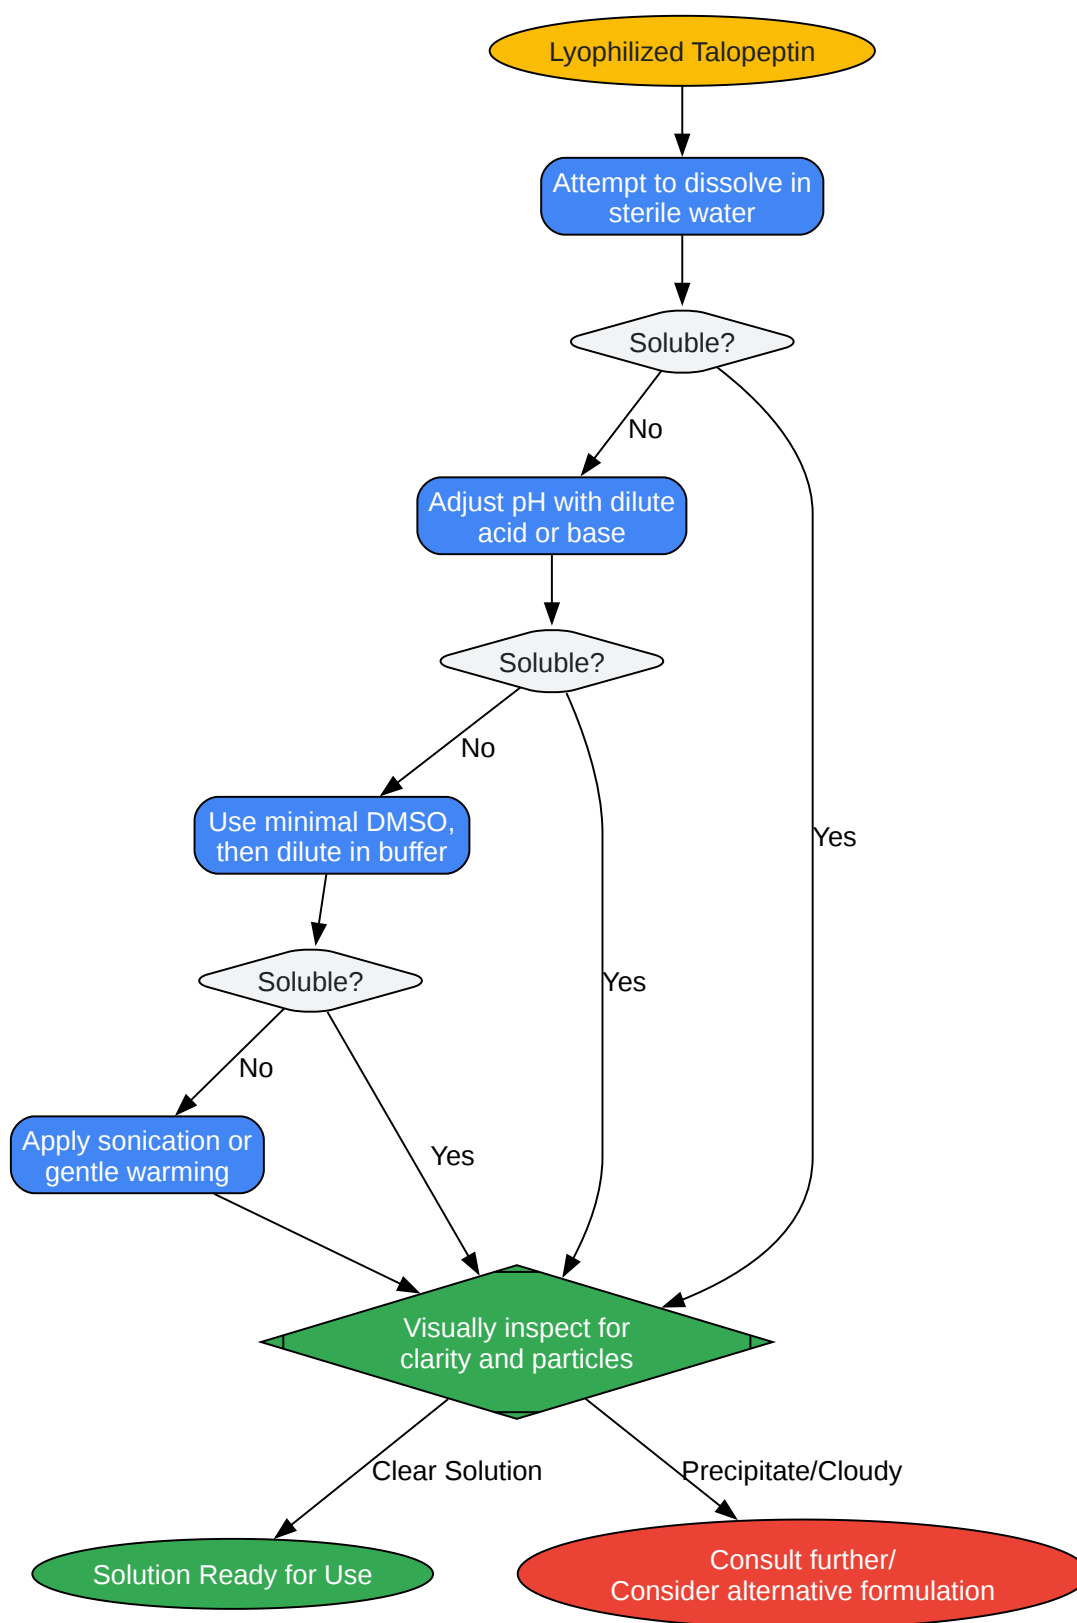 Lyophilized Talopeptin
Attempt to dissolve in
sterile water
Soluble?
No
Adjust pH with dilute
acid or base
Soluble?
No
Use minimal DMSO,
then dilute in buffer
Yes
Soluble?
Yes
No
Apply sonication or
gentle warming
Yes
Visually inspect for
clarity and particles
Clear Solution
Precipitate/Cloudy
Solution Ready for Use
Consult further/
Consider alternative formulation